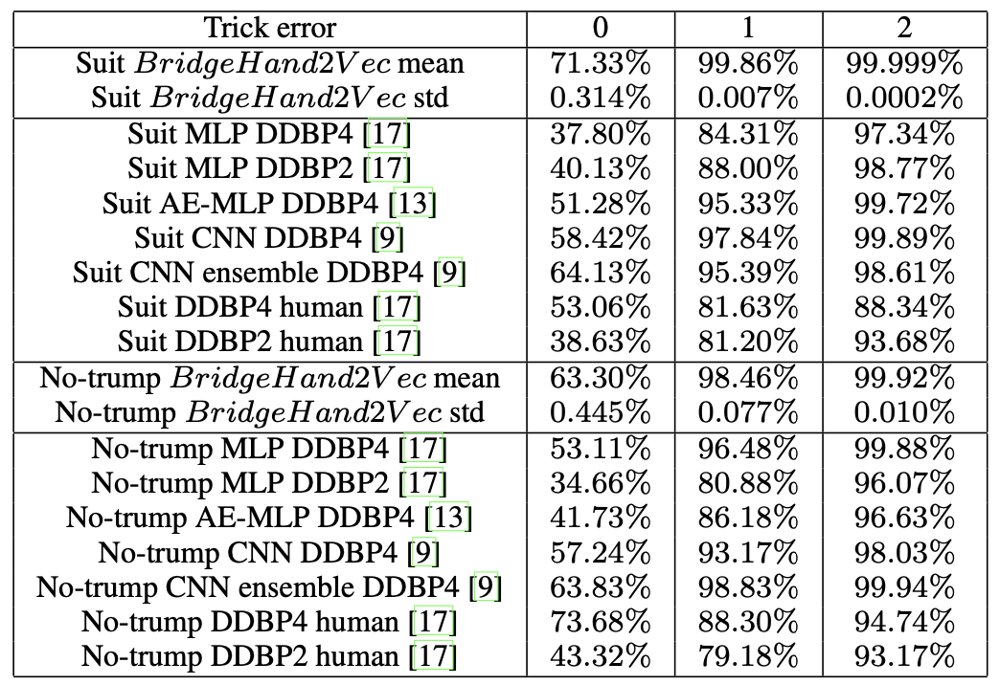 Trick error 0 1 2
Suit BridgeHand2Vec mean 71.33% 99.86% 99.999%
Suit BridgeHand2Vec std 0.314% 0.007% 0.0002%
Suit MLP DDBP4 [17] 37.80% 84.31% 97.34%
Suit MLP DDBP2 [17] 40.13% 88.00% 98.77%
Suit AE-MLP DDBP4 [13] 51.28% 95.33% 99.72%
Suit CNN DDBP4 [9] 58.42% 97.84% 99.89%
Suit CNN ensemble DDBP4 [9] 64.13% 95.39% 98.61%
Suit DDBP4 human [17] 53.06% 81.63% 88.34%
Suit DDBP2 human [17] 38.63% 81.20% 93.68%
No-trump BridgeHand2Vec mean 63.30% 98.46% 99.92%
No-trump BridgeHand2Vec std 0.445% 0.077% 0.010%
No-trump MLP DDBP4 [17] 53.11% 96.48% 99.88%
No-trump MLP DDBP2 [17] 34.66% 80.88% 96.07%
No-trump AE-MLP DDBP4 [13] 41.73% 86.18% 96.63%
No-trump CNN DDBP4 [9] 57.24% 93.17% 98.03%
No-trump CNN ensemble DDBP4 [9] 63.83% 98.83% 99.94%
No-trump DDBP4 human [17] 73.68% 88.30% 94.74%
No-trump DDBP2 human [17] 43.32% 79.18% 93.17%